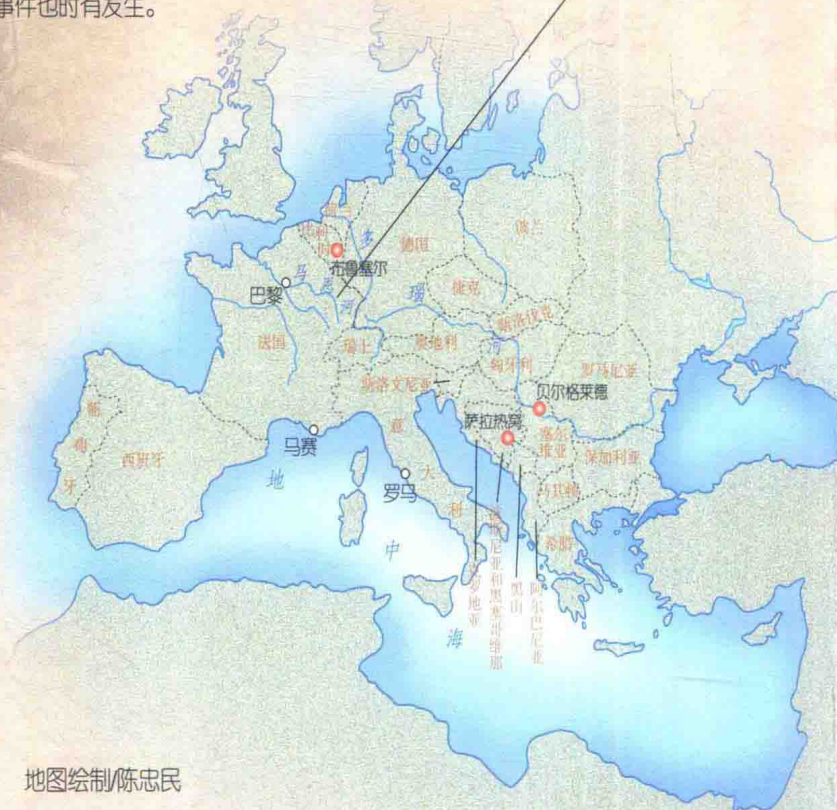 事件也时有发生。
荷兰
布鲁塞尔
德国
波兰
多
瑙
河
捷克
巴黎
法国
瑞士
奥地利
斯洛伐克
匈牙利
罗马尼亚
斯洛文尼亚
贝尔格莱德
萨拉热窝
塞尔
维亚
保加利亚
马其顿
希腊
葡
萄
牙
西班牙
马赛
罗马
意
大
利
地
中
海
克罗地亚
波斯尼亚和黑塞哥维那
黑山
阿尔巴尼亚
地图绘制/陈忠民